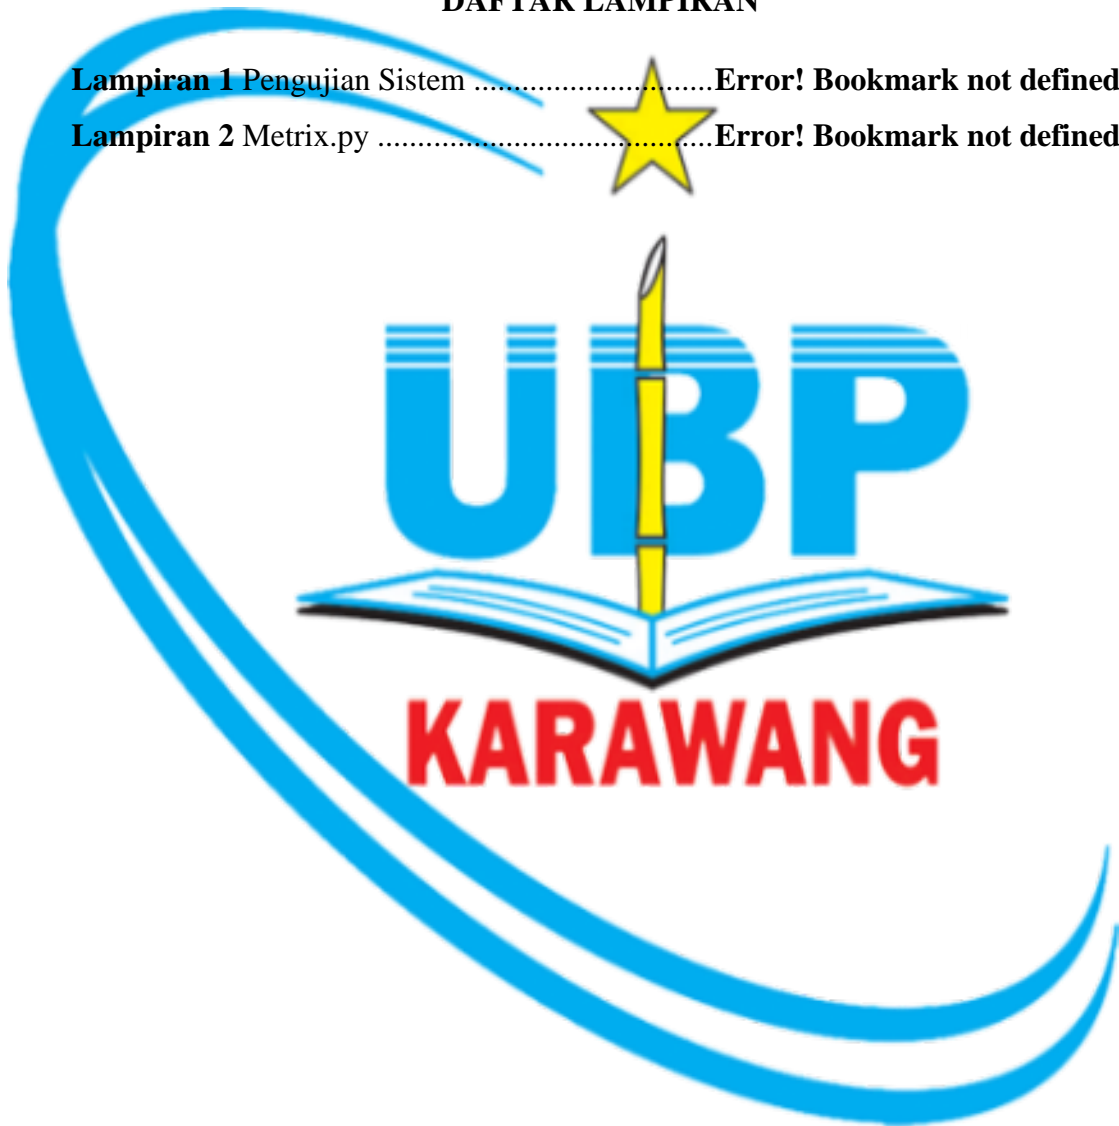 DAFTAR LAMPIRAN
Lampiran 1 Pengujian Sistem ..............................Error! Bookmark not defined
Lampiran 2 Metrix.py ..........................................Error! Bookmark not defined
UBP
KARAWANG